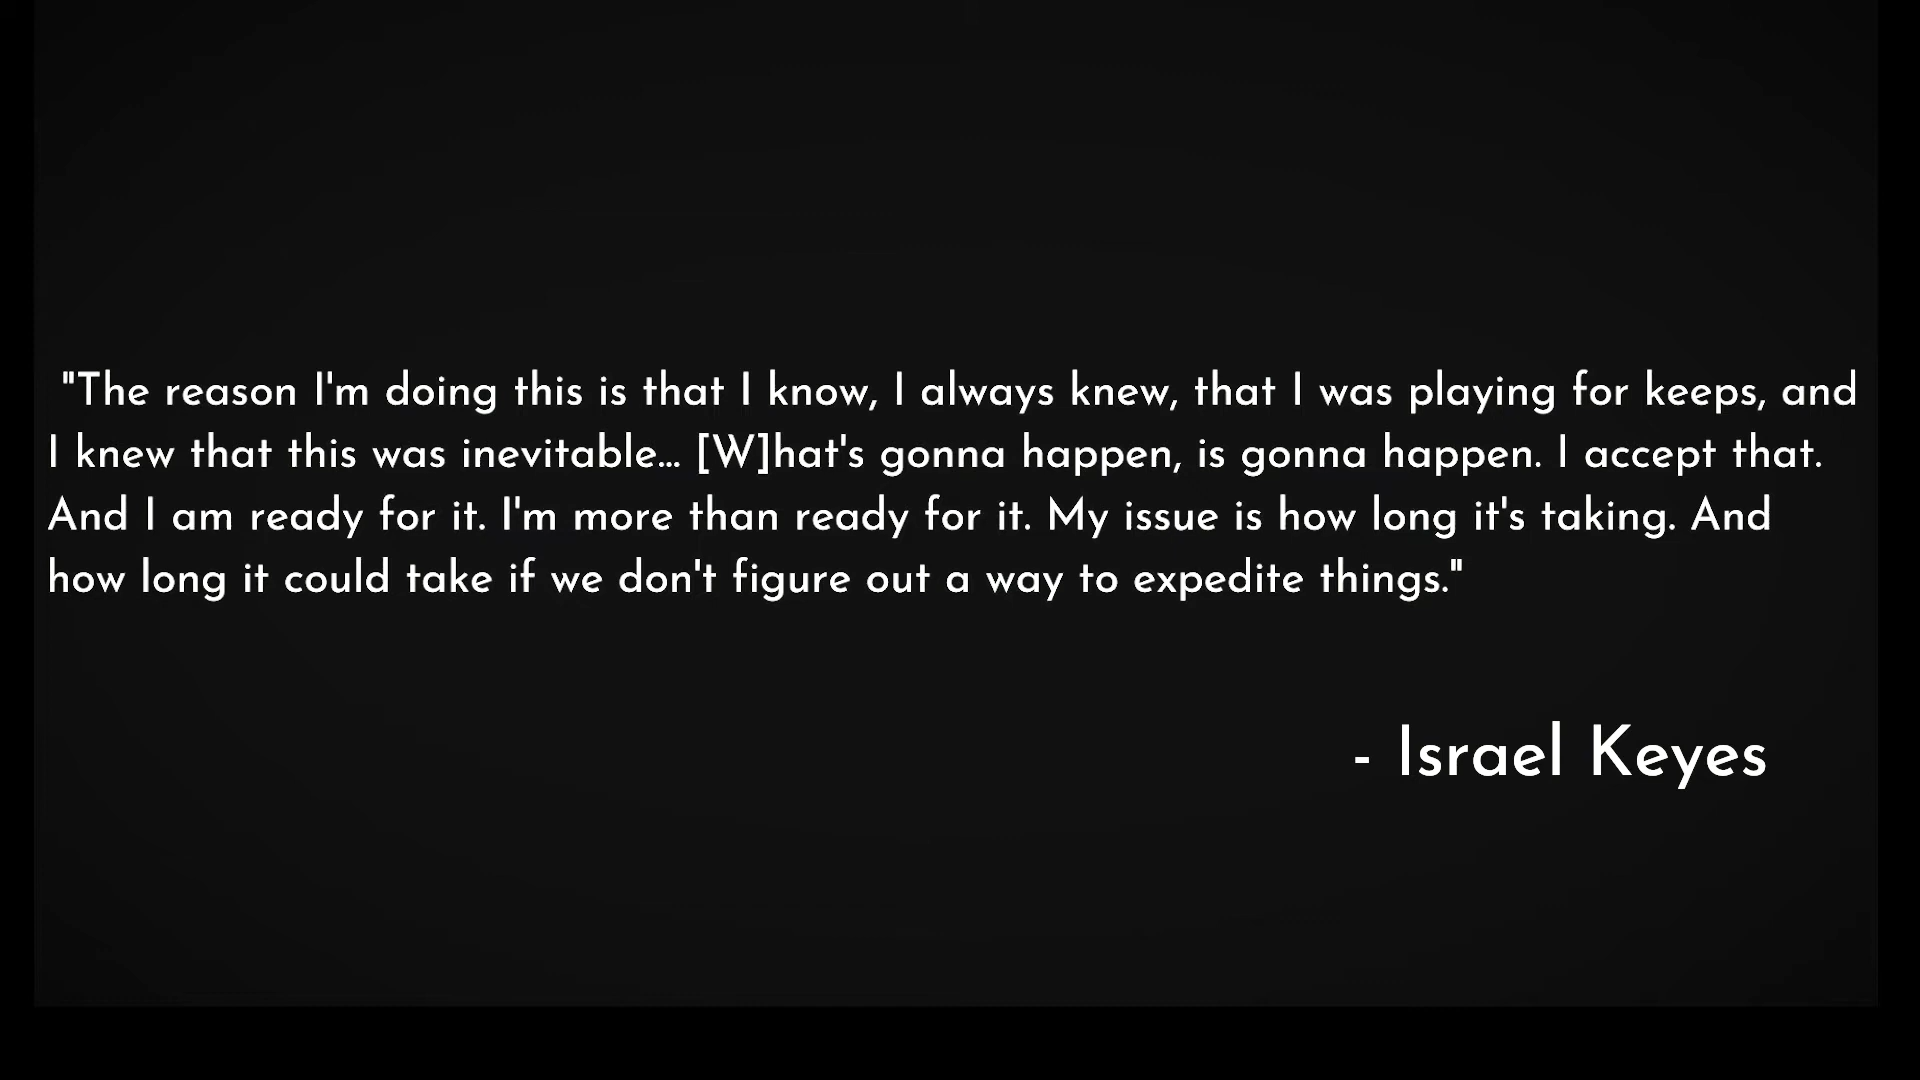 "The reason I'm doing this is that I know, I always knew, that I was playing for keeps, and
I knew that this was inevitable... [W]hat's gonna happen, is gonna happen. I accept that.
And I am ready for it. I'm more than ready for it. My issue is how long it's taking. And
how long it could take if we don't figure out a way to expedite things."
- Israel Keyes